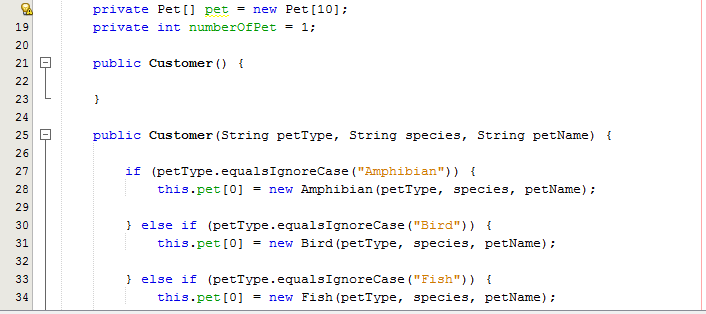 private Pet[] pet = new Pet[10];
19 private int numberOfPet = 1;
20
21 public Customer() {
22
23 }
24
25 public Customer(String petType, String species, String petName) {
26
27 if (petType.equalsIgnoreCase("Amphibian")) {
28 this.pet[0] = new Amphibian(petType, species, petName);
29
30 } else if (petType.equalsIgnoreCase("Bird")) {
31 this.pet[0] = new Bird(petType, species, petName);
32
33 } else if (petType.equalsIgnoreCase("Fish")) {
34 this.pet[0] = new Fish(petType, species, petName);